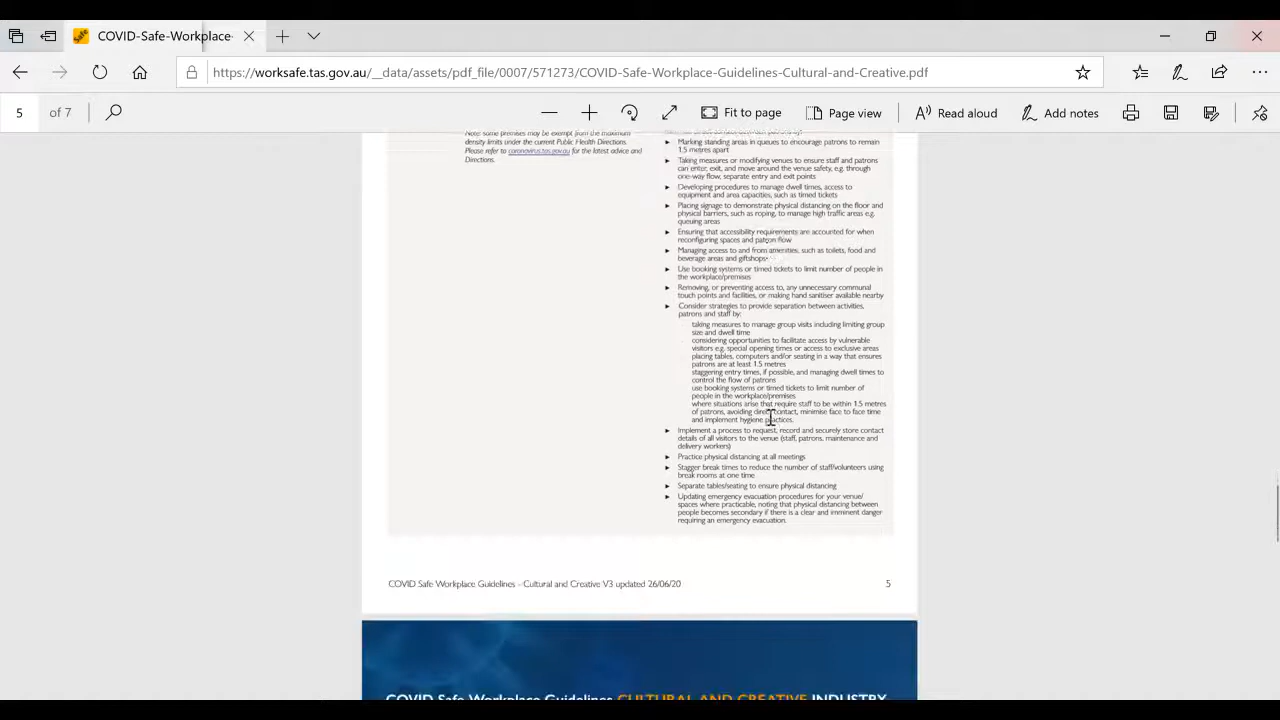 COVID-Safe-Workplace-
https://worksafe.tas.gov.au/__data/assets/pdf_file/0007/571273/COVID-Safe-Workplace-Guidelines-Cultural-and-Creative.pdf
5 of 7
Fit to page
Page view
Read aloud
Add notes
Note: some premises may be exempt from the maximum
density limits under the current Public Health Directions.
Please refer to coronavirus.tas.gov.au for the latest advice and
Directions.
► Marking standing areas in queues to encourage patrons to remain
1.5 metres apart
► Taking measures or modifying venues to ensure staff and patrons
can enter, exit, and move around the venue safety, e.g. through
one-way flow, separate entry and exit points
► Developing procedures to manage dwell times, access to
equipment and area capacities, such as timed tickets
► Placing signage to demonstrate physical distancing on the floor and
physical barriers, such as roping, to manage high traffic areas e.g.
queuing areas
► Ensuring that accessibility requirements are accounted for when
reconfiguring spaces and patron flow
► Managing access to and from amenities, such as toilets, food and
beverage areas and giftshops
► Use booking systems or timed tickets to limit number of people in
the workplace/premises
► Removing, or preventing access to, any unnecessary communal
touch points and facilities, or making hand sanitiser available nearby
► Consider strategies to provide separation between activities,
patrons and staff by:
taking measures to manage group visits including limiting group
size and dwell time
considering opportunities to facilitate access by vulnerable
visitors e.g. special opening times or access to exclusive areas
placing tables, computers and/or seating in a way that ensures
patrons are at least 1.5 metres
staggering entry times, if possible, and managing dwell times to
control the flow of patrons
use booking systems or timed tickets to limit number of
people in the workplace/premises
where situations arise that require staff to be within 1.5 metres
of patrons, avoiding direct contact, minimise face to face time
and implement hygiene practices.
► Implement a process to request, record and securely store contact
details of all visitors to the venue (staff, patrons, maintenance and
delivery workers)
► Practice physical distancing at all meetings
► Stagger break times to reduce the number of staff/volunteers using
break rooms at one time
► Separate tables/seating to ensure physical distancing
► Updating emergency evacuation procedures for your venue/
spaces where practicable, noting that physical distancing between
people becomes secondary if there is a clear and imminent danger
requiring an emergency evacuation.
COVID Safe Workplace Guidelines - Cultural and Creative V3 updated 26/06/20
5
COVID Safe Workplace Guidelines CULTURAL AND CREATIVE INDUSTRY